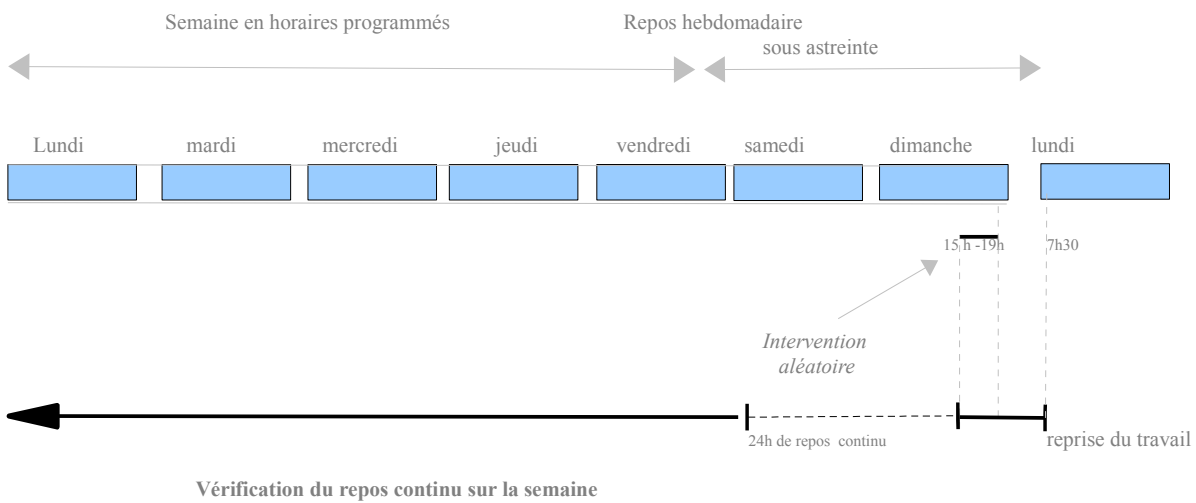 Semaine en horaires programmés
Repos hebdomadaire
sous astreinte
Lundi mardi mercredi jeudi vendredi samedi dimanche lundi
15 h -19h 7h30
Intervention
aléatoire
24h de repos continu
reprise du travail
Vérification du repos continu sur la semaine